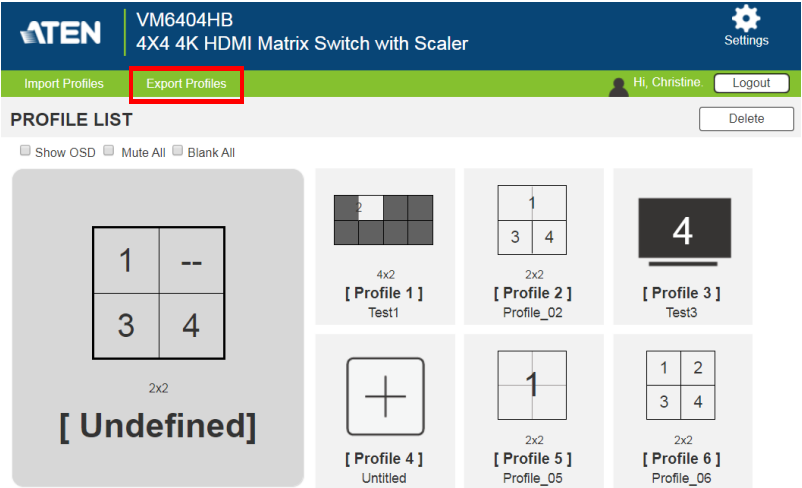 ATEN
VM6404HB
4X4 4K HDMI Matrix Switch with Scaler
Settings
Import Profiles
Export Profiles
Hi, Christine.
Logout
PROFILE LIST
Delete
Show OSD
Mute All
Blank All
1 --
3 4
2x2
[ Undefined]
2
4x2
[ Profile 1 ]
Test1
1
3 4
2x2
[ Profile 2 ]
Profile_02
4
[ Profile 3 ]
Test3
[ Profile 4 ]
Untitled
1
2x2
[ Profile 5 ]
Profile_05
1 2
3 4
2x2
[ Profile 6 ]
Profile_06